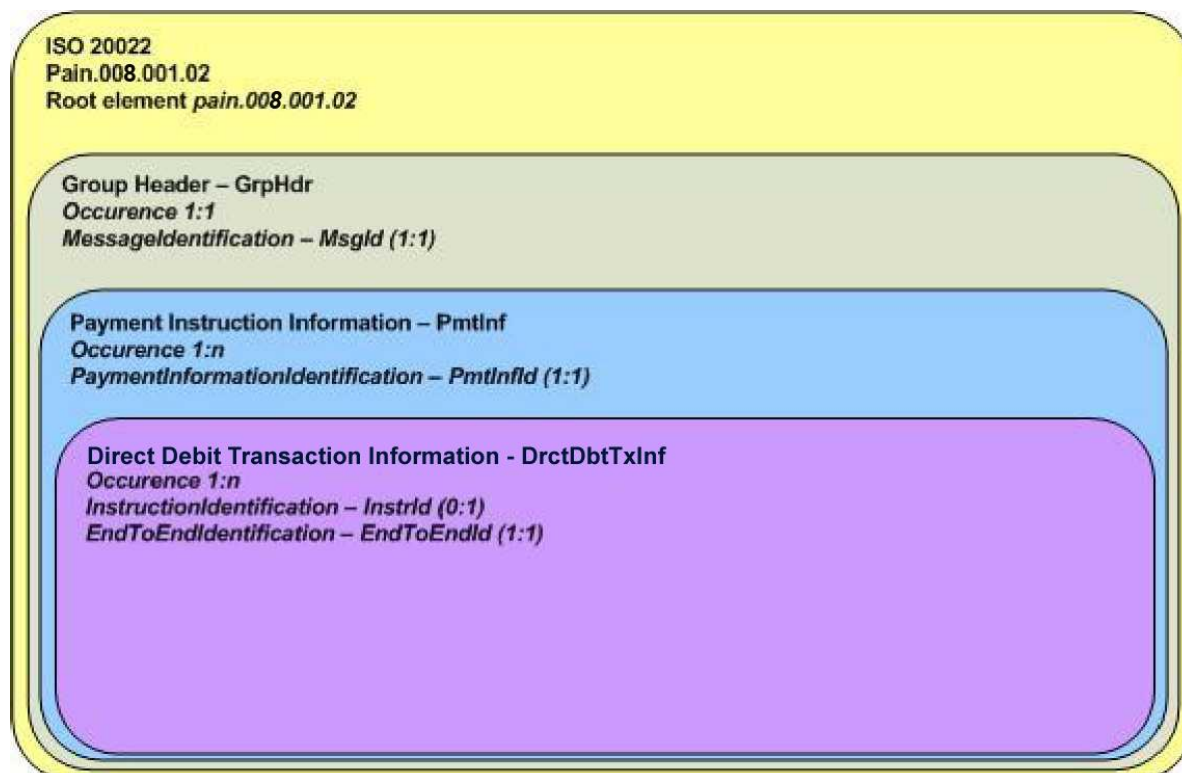 ISO 20022
Pain.008.001.02
Root element pain.008.001.02
Group Header – GrpHdr
Occurence 1:1
MessageIdentification – MsgId (1:1)
Payment Instruction Information – PmtInf
Occurence 1:n
PaymentInformationIdentification – PmtInfId (1:1)
Direct Debit Transaction Information - DrctDbtTxInf
Occurence 1:n
InstructionIdentification – InstrId (0:1)
EndToEndIdentification – EndToEndId (1:1)